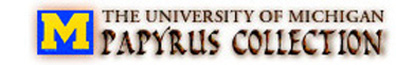 M THE UNIVERSITY OF MICHIGAN
PAPYRUS COLLECTION